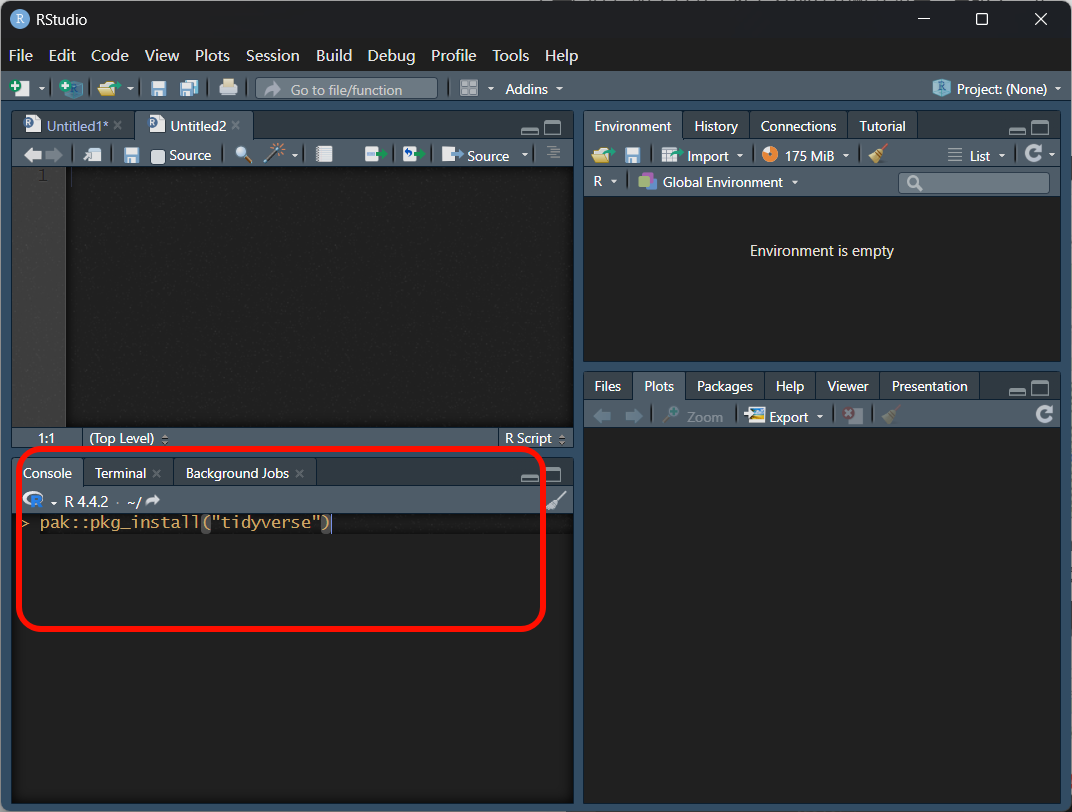 R RStudio
File Edit Code View Plots Session Build Debug Profile Tools Help
Go to file/function Addins Project: (None)
Untitled1* Untitled2
Source Source
1
1:1 (Top Level) R Script
Console Terminal Background Jobs
R 4.4.2 · ~/
> pak::pkg_install("tidyverse")
Environment History Connections Tutorial
Import 175 MiB List
R Global Environment
Environment is empty
Files Plots Packages Help Viewer Presentation
Zoom Export